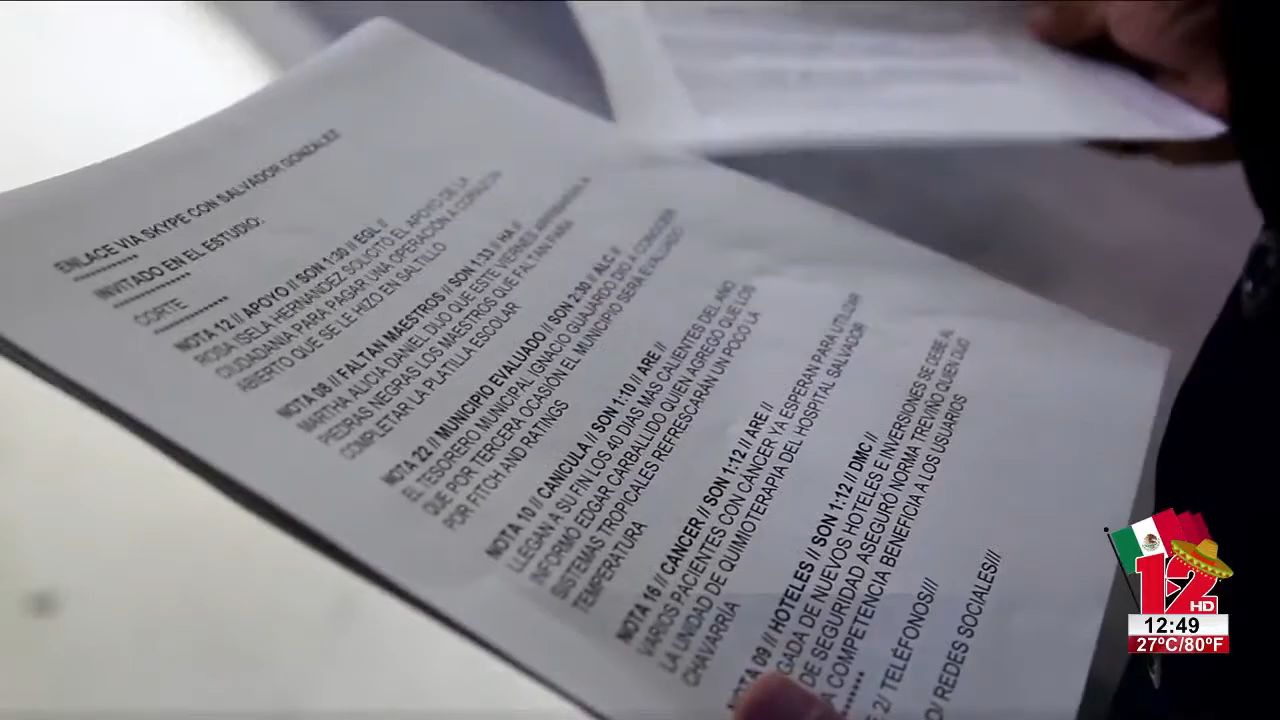 ENLACE VIA SKYPE CON SALVADOR GONZALEZ
**********
INVITADO EN EL ESTUDIO:
**********
CORTE ******
NOTA 12 // APOYO // SON 1:30 // EGL //
ROSA ISELA HERNANDEZ SOLICITO EL APOYO DE LA
CIUDADANIA PARA PAGAR UNA OPERACIÓN A CORAZON
ABIERTO QUE SE LE HIZO EN SALTILLO
NOTA 08 // FALTAN MAESTROS // SON 1:33 // HA //
MARTHA ALICIA DANIEL DIJO QUE ESTE VIERNES A
PIEDRAS NEGRAS LOS MAESTROS QUE FALTAN PARA
COMPLETAR LA PLATILLA ESCOLAR
NOTA 22 // MUNICIPIO EVALUADO // SON 2:30 // ALC //
EL TESORERO MUNICIPAL IGNACIO GUAJARDO DIO A CONOCER
QUE POR TERCERA OCASIÓN EL MUNICIPIO SERA EVALUADO
POR FITCH AND RATINGS
NOTA 10 // CANICULA // SON 1:10 // ARE //
LLEGAN A SU FIN LOS 40 DIAS MAS CALIENTES DEL AÑO
INFORMÓ EDGAR CARBALLIDO QUIEN AGREGO QUE LOS
SISTEMAS TROPICALES REFRESCARAN UN POCO LA
TEMPERATURA
NOTA 16 // CANCER // SON 1:12 // ARE //
VARIOS PACIENTES CON CÁNCER YA ESPERAN PARA UTILIZAR
LA UNIDAD DE QUIMIOTERAPIA DEL HOSPITAL SALVADOR
CHAVARRÍA
NOTA 09 // HOTELES // SON 1:12 // DMC //
GADA DE NUEVOS HOTELES E INVERSIONES SE DEBE AL
DE SEGURIDAD ASEGURÓ NORMA TREVIÑO QUIEN DIJO
A COMPETENCIA BENEFICIA A LOS USUARIOS
********
E 2/ TELÉFONOS///
O/ REDES SOCIALES///
12 HD
12:49
27°C/80°F